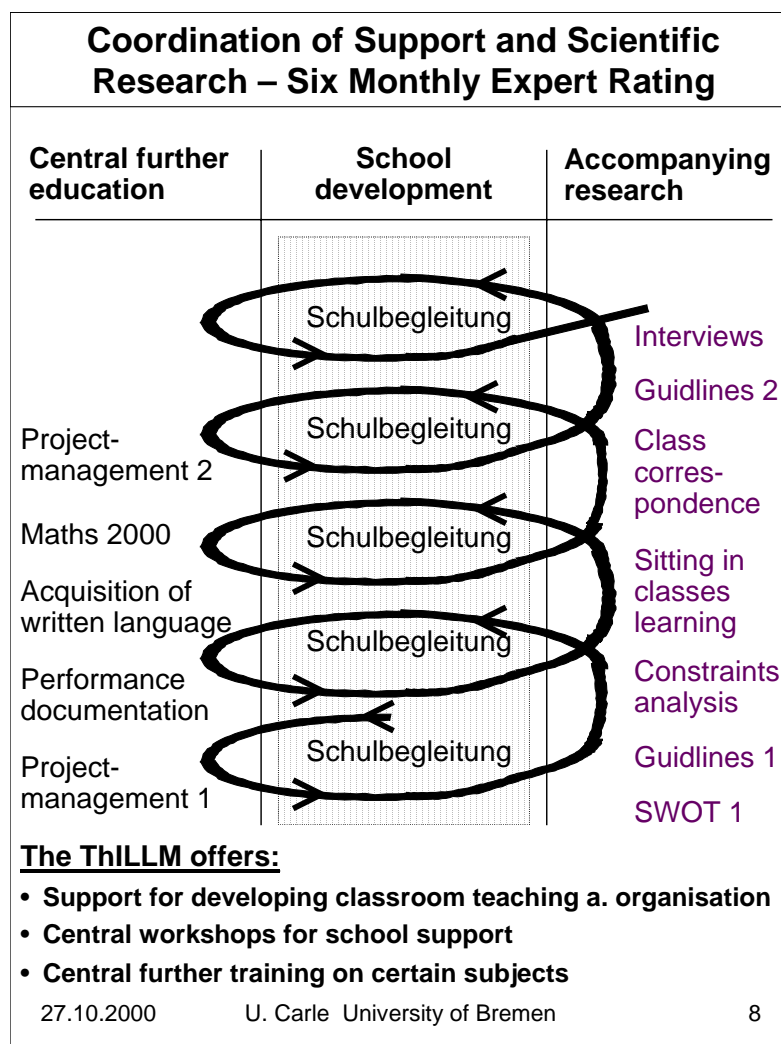 Coordination of Support and Scientific
Research – Six Monthly Expert Rating
Central further
education
School
development
Accompanying
research
Schulbegleitung
Schulbegleitung
Schulbegleitung
Schulbegleitung
Schulbegleitung
Project-
management 2
Maths 2000
Acquisition of
written language
Performance
documentation
Project-
management 1
Interviews
Guidlines 2
Class
corres-
pondence
Sitting in
classes
learning
Constraints
analysis
Guidlines 1
SWOT 1
The ThILLM offers:
• Support for developing classroom teaching a. organisation
• Central workshops for school support
• Central further training on certain subjects
27.10.2000 U. Carle University of Bremen 8